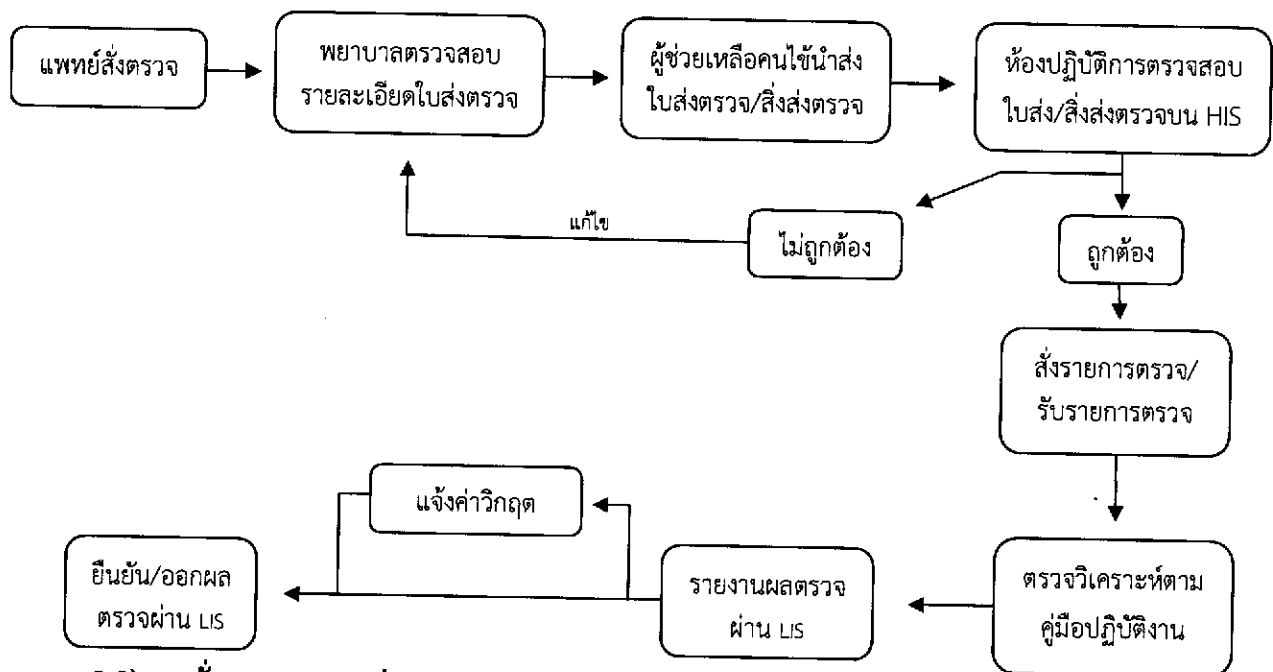 แพทย์สั่งตรวจ
พยาบาลตรวจสอบ
รายละเอียดใบส่งตรวจ
ผู้ช่วยเหลือคนไข้นำส่ง
ใบส่งตรวจ/สิ่งส่งตรวจ
ห้องปฏิบัติการตรวจสอบ
ใบส่ง/สิ่งส่งตรวจบน HIS
แก้ไข
ไม่ถูกต้อง
ถูกต้อง
สั่งรายการตรวจ/
รับรายการตรวจ
ตรวจวิเคราะห์ตาม
คู่มือปฏิบัติงาน
รายงานผลตรวจ
ผ่าน LIS
แจ้งค่าวิกฤต
ยืนยัน/ออกผล
ตรวจผ่าน LIS